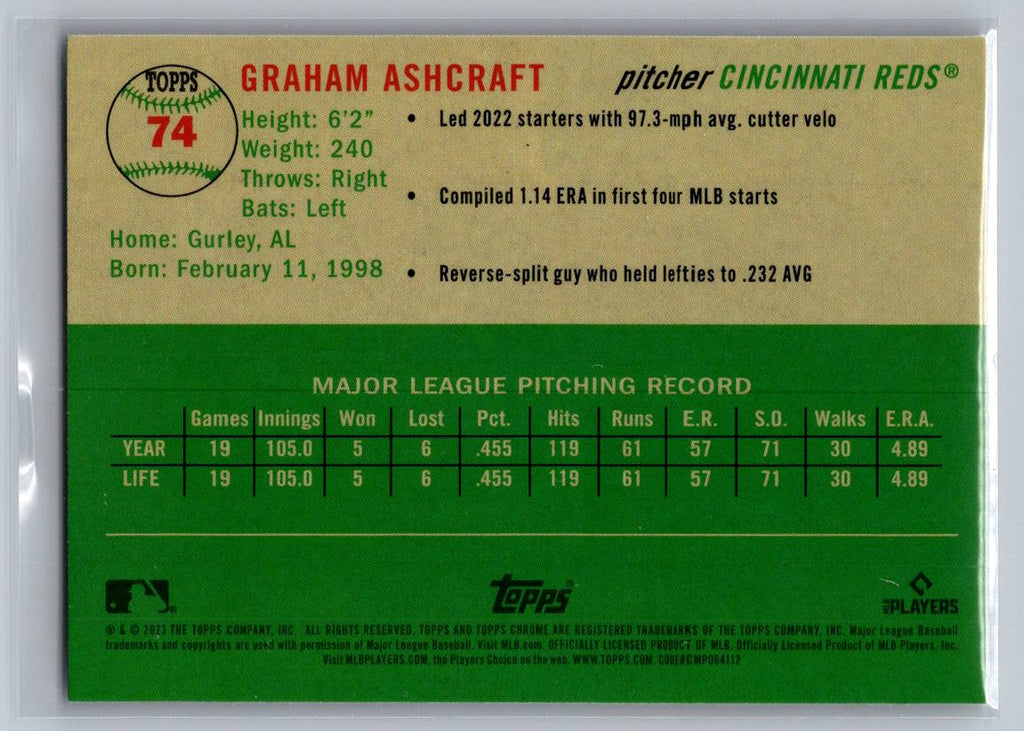 TOPPS
74
GRAHAM ASHCRAFT
pitcher CINCINNATI REDS®
Height: 6'2"
Weight: 240
Throws: Right
Bats: Left
Home: Gurley, AL
Born: February 11, 1998
• Led 2022 starters with 97.3-mph avg. cutter velo
• Compiled 1.14 ERA in first four MLB starts
• Reverse-split guy who held lefties to .232 AVG
MAJOR LEAGUE PITCHING RECORD
Games Innings Won Lost Pct. Hits Runs E.R. S.O. Walks E.R.A.
YEAR 19 105.0 5 6 .455 119 61 57 71 30 4.89
LIFE 19 105.0 5 6 .455 119 61 57 71 30 4.89
Topps®
MLB PLAYERS
® & © 2023 THE TOPPS COMPANY, INC. ALL RIGHTS RESERVED. TOPPS AND TOPPS CHROME ARE REGISTERED TRADEMARKS OF THE TOPPS COMPANY, INC. Major League Baseball
trademarks and copyrights are used with permission of Major League Baseball. Visit MLB.com. OFFICIALLY LICENSED PRODUCT OF MLB. Officially Licensed Product of MLB Players, Inc.
Visit MLBPLAYERS.COM, the Players Choice on the web. WWW.TOPPS.COM. CODE#CMP064112